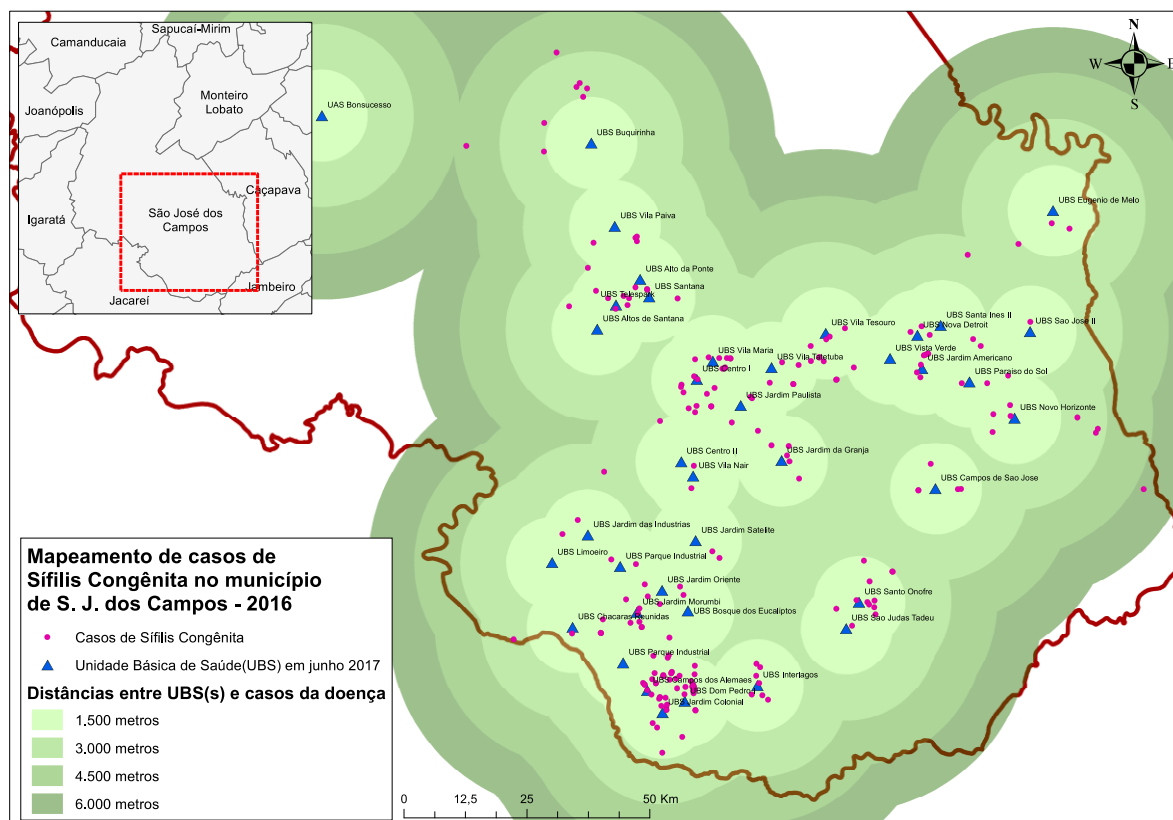 Sapucaí-Mirim
Camanducaia
Monteiro
Lobato
Joanópolis
Caçapava
Igaratá
São José dos
Campos
Jambeiro
Jacareí
N
W
E
S
UAS Bonsucesso
UBS Buquirinha
UBS Eugenio de Melo
UBS Vila Paiva
UBS Alto da Ponte
UBS Santana
UBS Telespark
UBS Altos de Santana
UBS Vila Tesouro
UBS Santa Ines II
UBS Nova Detroit
UBS Sao Jose II
UBS Vila Maria
UBS Centro I
UBS Vila Tatetuba
UBS Vista Verde
UBS Jardim Americano
UBS Paraiso do Sol
UBS Jardim Paulista
UBS Novo Horizonte
UBS Centro II
UBS Jardim da Granja
UBS Vila Nair
UBS Campos de Sao Jose
UBS Jardim das Industrias
UBS Jardim Satelite
UBS Limoeiro
UBS Parque Industrial
UBS Jardim Oriente
UBS Santo Onofre
UBS Jardim Morumbi
UBS Bosque dos Eucaliptos
UBS Chacaras Reunidas
UBS Sao Judas Tadeu
UBS Parque Industrial
UBS Campos dos Alemaes
UBS Interlagos
UBS Dom Pedro
UBS Jardim Colonial
Mapeamento de casos de
Sífilis Congênita no município
de S. J. dos Campos - 2016
Casos de Sífilis Congênita
Unidade Básica de Saúde(UBS) em junho 2017
Distâncias entre UBS(s) e casos da doença
1,500 metros
3.000 metros
4.500 metros
6.000 metros
0 12,5 25 50 Km